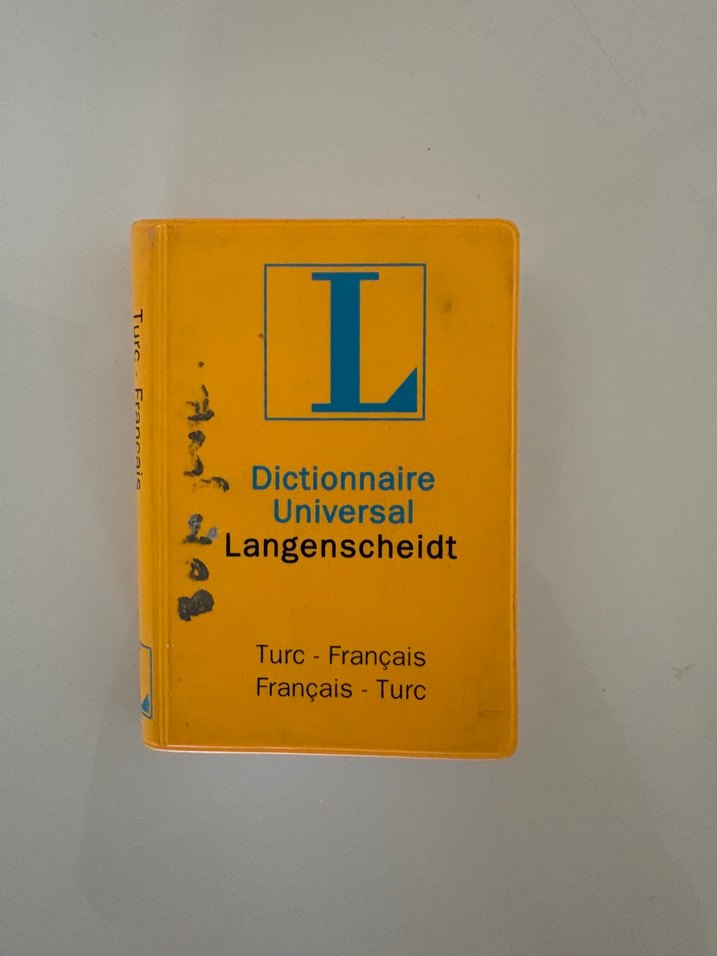 L
Dictionnaire
Universal
Langenscheidt
Turc - Français
Français - Turc
Turc - Français